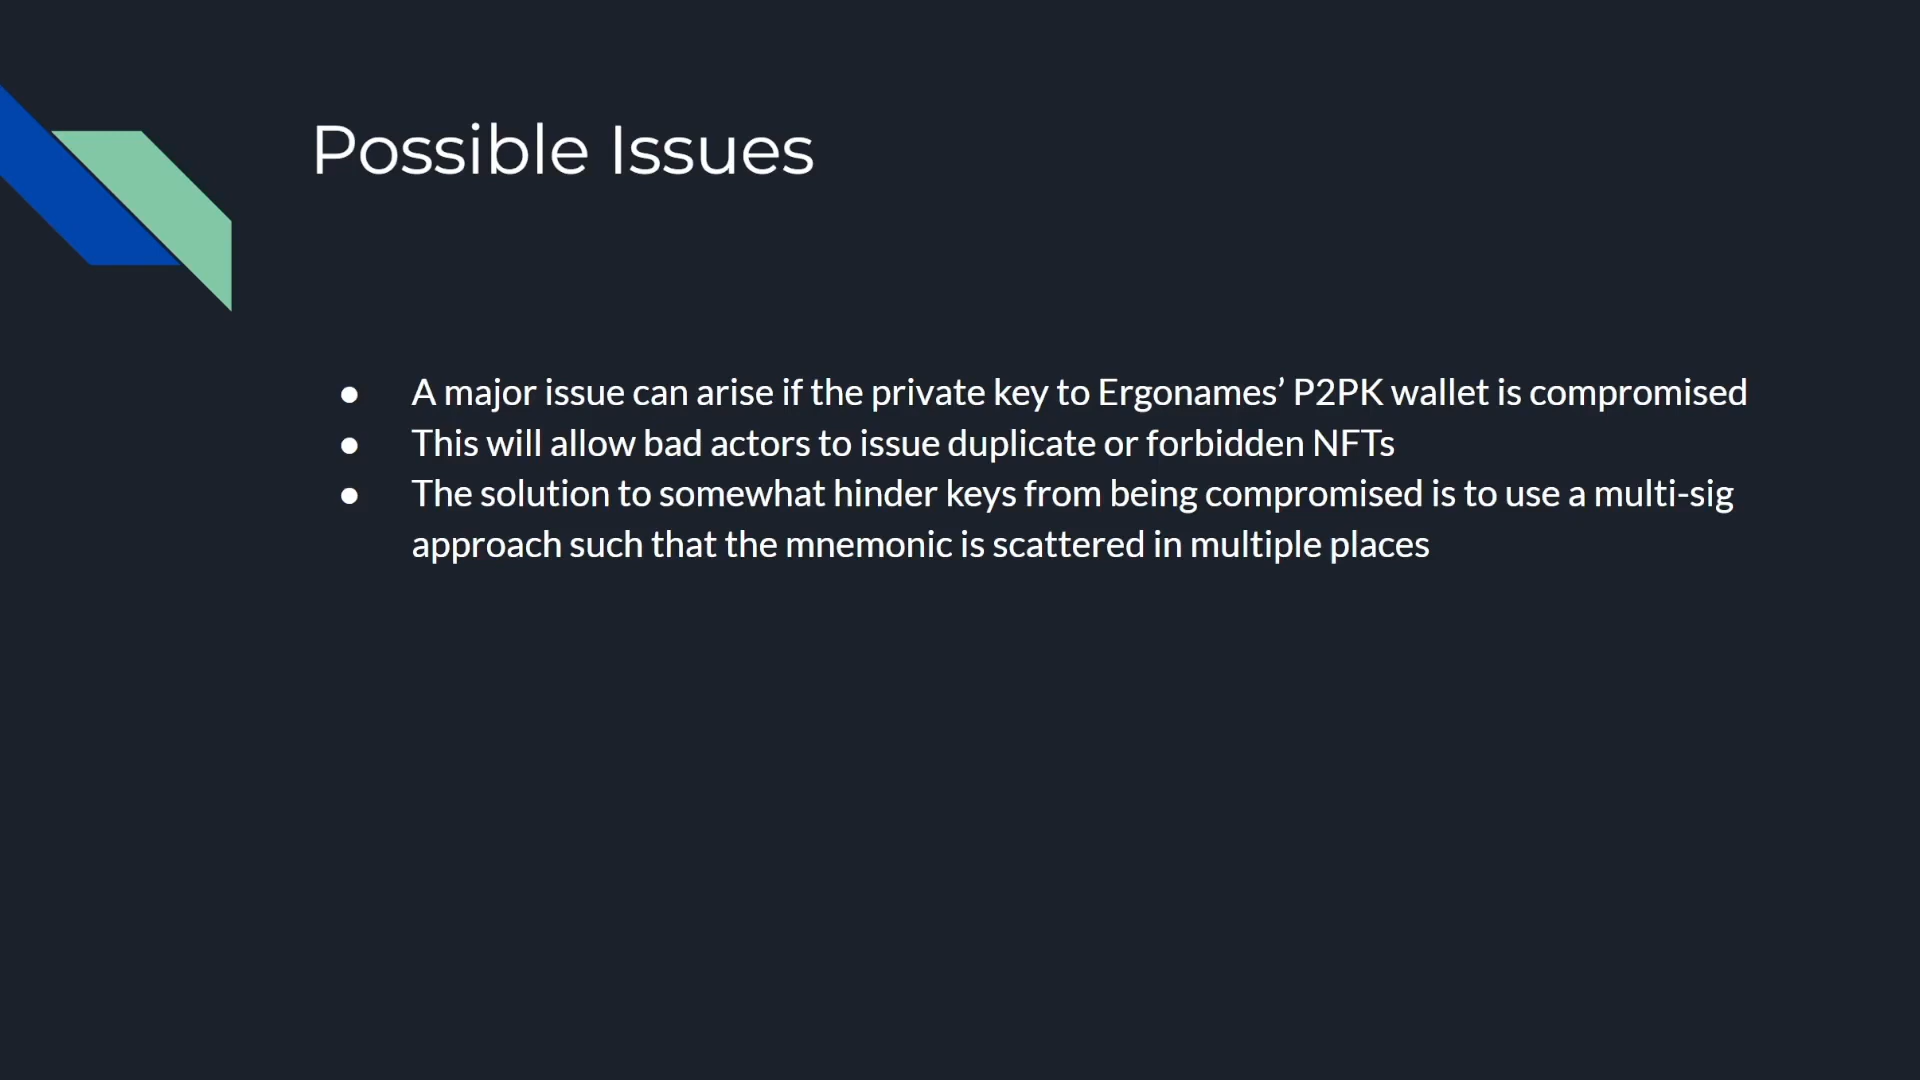 Possible Issues
● A major issue can arise if the private key to Ergonames’ P2PK wallet is compromised
● This will allow bad actors to issue duplicate or forbidden NFTs
● The solution to somewhat hinder keys from being compromised is to use a multi-sig
approach such that the mnemonic is scattered in multiple places